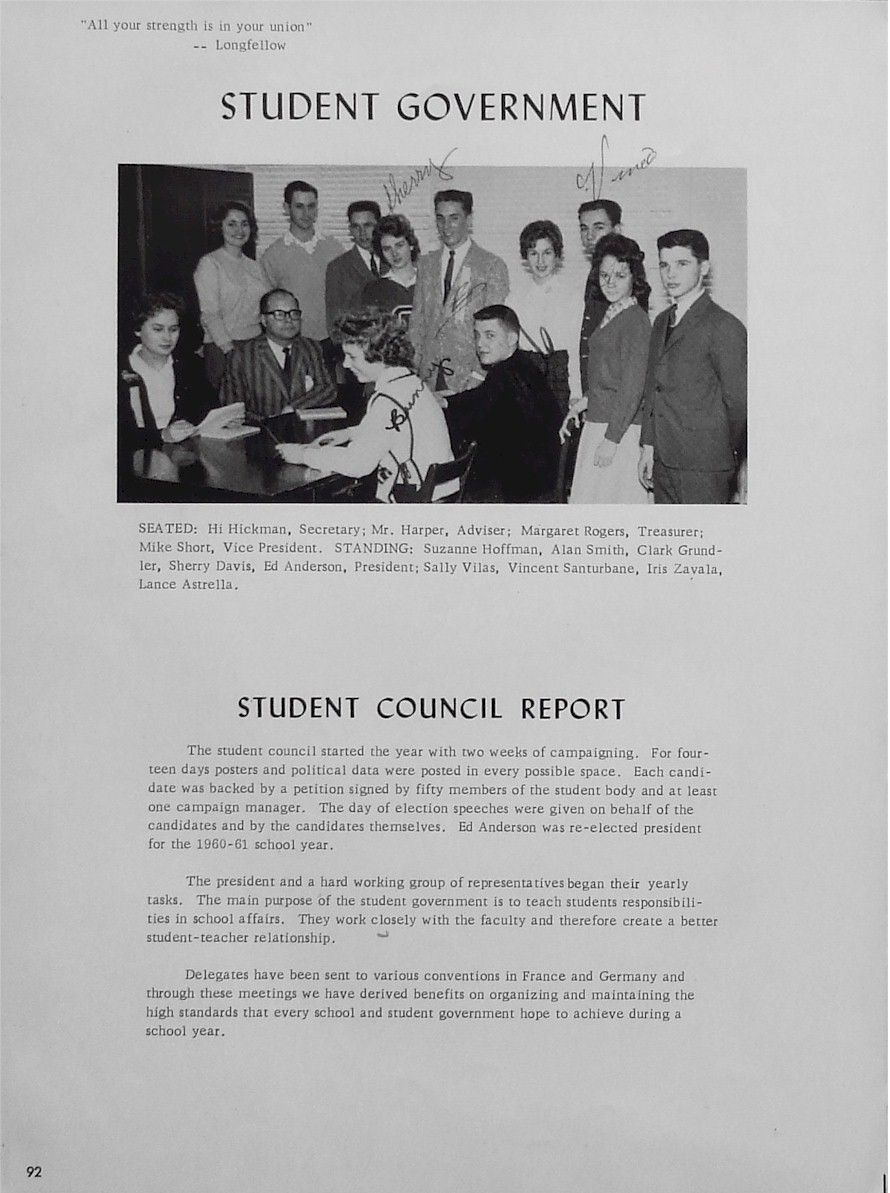 "All your strength is in your union"
-- Longfellow
STUDENT GOVERNMENT
Sherry
Vince
Bunny
SEATED: Hi Hickman, Secretary; Mr. Harper, Adviser; Margaret Rogers, Treasurer;
Mike Short, Vice President. STANDING: Suzanne Hoffman, Alan Smith, Clark Grund-
ler, Sherry Davis, Ed Anderson, President; Sally Vilas, Vincent Santurbane, Iris Zavala,
Lance Astrella.
STUDENT COUNCIL REPORT
The student council started the year with two weeks of campaigning. For four-
teen days posters and political data were posted in every possible space. Each candi-
date was backed by a petition signed by fifty members of the student body and at least
one campaign manager. The day of election speeches were given on behalf of the
candidates and by the candidates themselves. Ed Anderson was re-elected president
for the 1960-61 school year.
The president and a hard working group of representatives began their yearly
tasks. The main purpose of the student government is to teach students responsibili-
ties in school affairs. They work closely with the faculty and therefore create a better
student-teacher relationship.
Delegates have been sent to various conventions in France and Germany and
through these meetings we have derived benefits on organizing and maintaining the
high standards that every school and student government hope to achieve during a
school year.
92